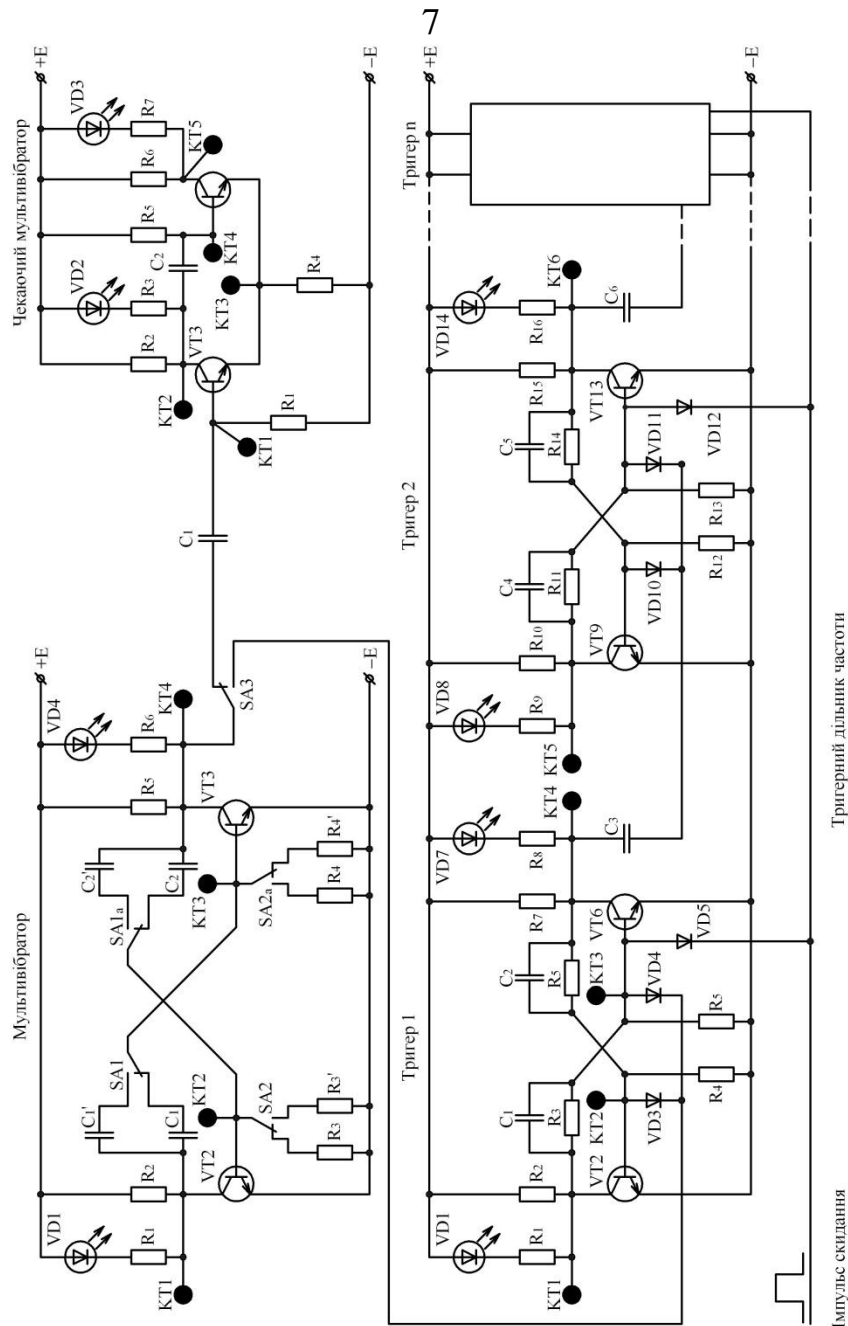 7
Мультивібратор
Чекаючий мультивібратор
+E
+E
VD1
R1
R2
KT1
C1'
C1
SA1
VT2
KT2
SA2
R3
R3'
SA1a
C2'
C2
KT3
SA2a
R4
R4'
VT3
R5
R6
VD4
KT4
SA3
–E
C1
KT1
R1
KT2
R2
VT3
R3
VD2
C2
KT3
R4
R5
KT4
R6
R7
VD3
KT5
–E
Тригер 1
Тригер 2
Тригер n
+E
VD1
R1
R2
KT1
C1
R3
VT2
KT2
VD3
R4
C2
R5
KT3
VD4
R5
VT6
VD5
R7
R8
VD7
KT4
C3
KT5
VD8
R9
R10
VT9
C4
R11
VD10
R12
C5
R14
R13
VD11
VD12
VT13
R15
R16
VD14
KT6
C6
–E
Імпульс скидання
Тригерний дільник частоти